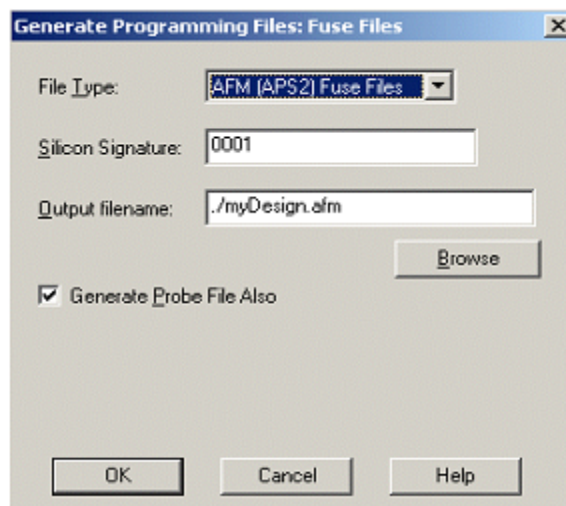 Generate Programming Files: Fuse Files
File Type: AFM (APS2) Fuse Files
Silicon Signature: 0001
Output filename: ./myDesign.afm
Browse
Generate Probe File Also
OK Cancel Help